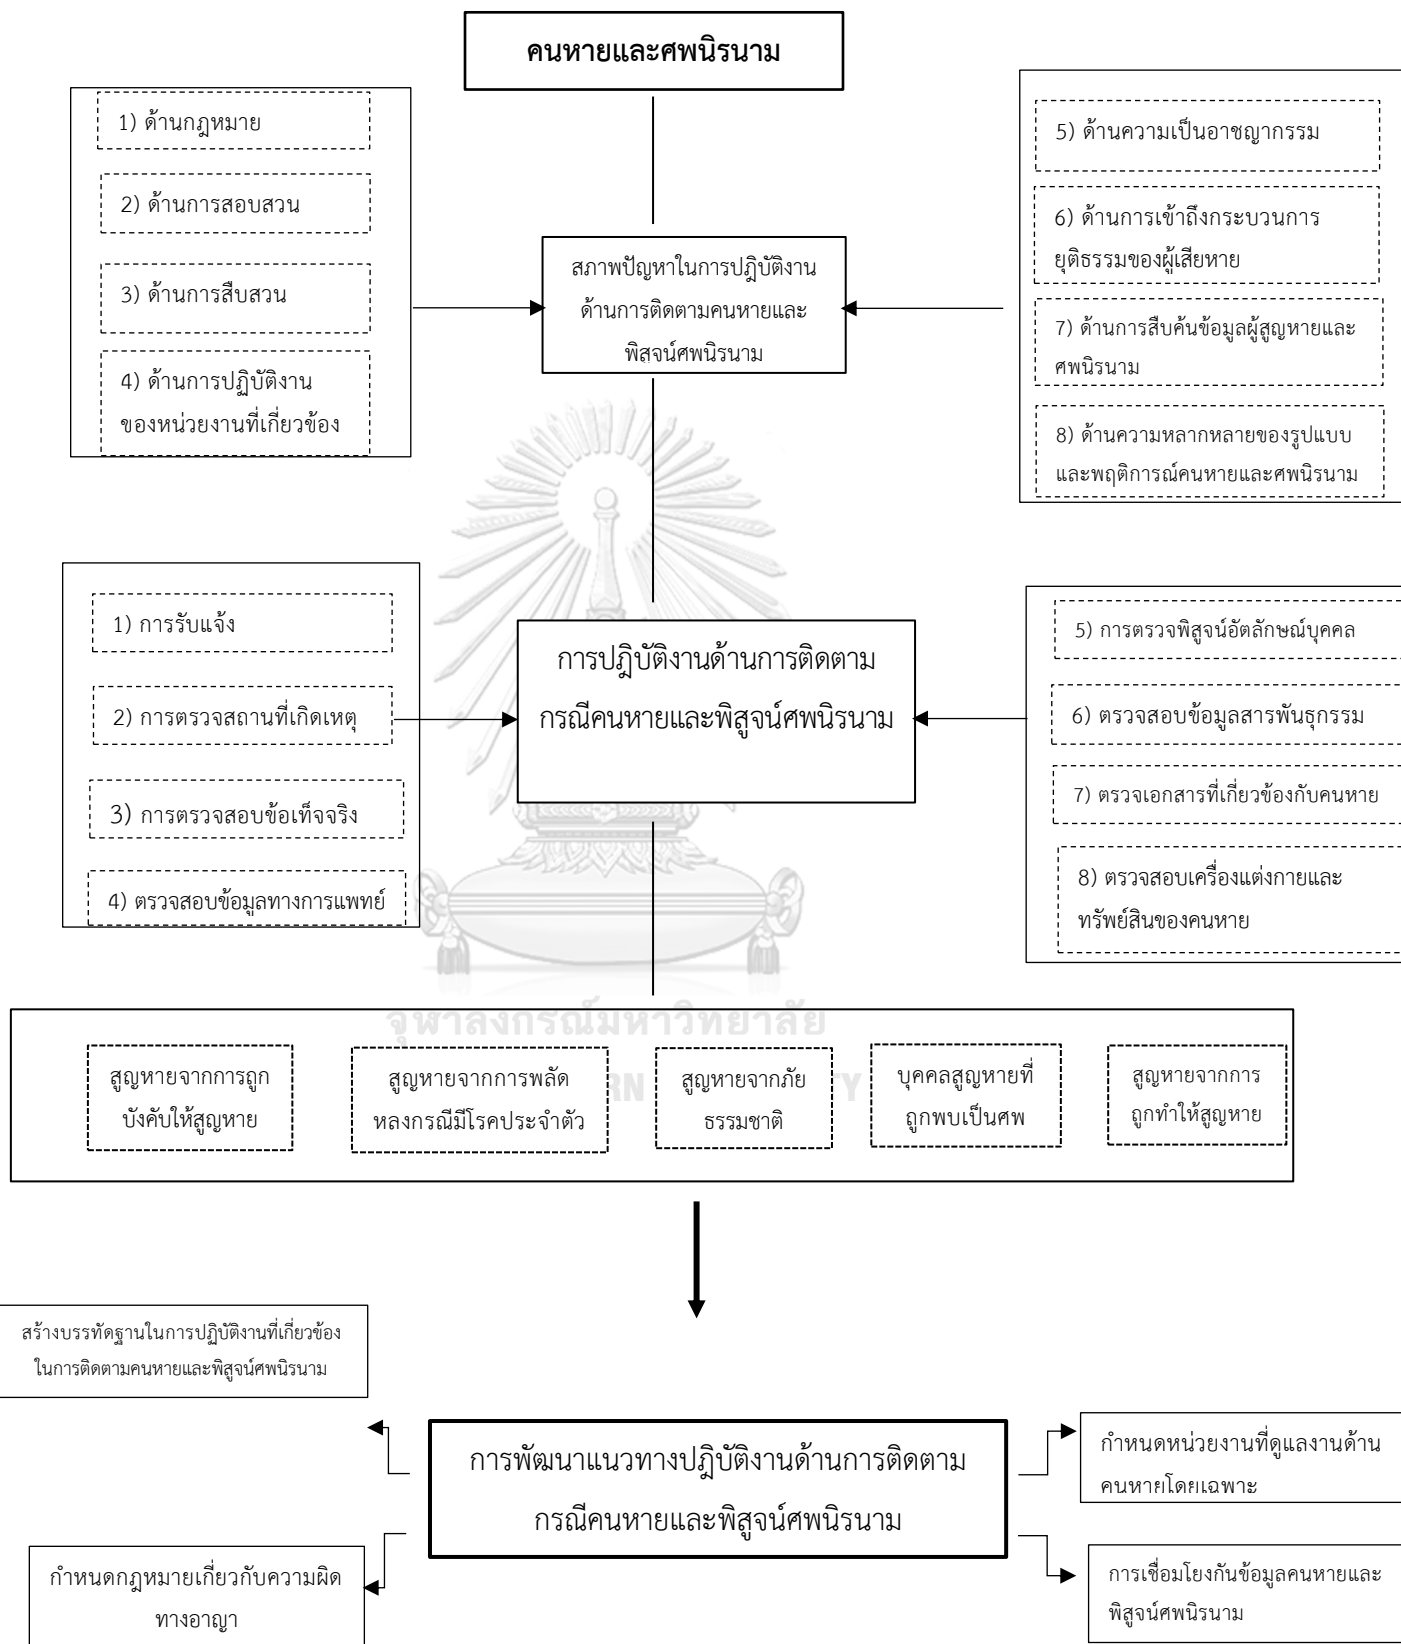 คนหายและศพนิรนาม
1) ด้านกฎหมาย
2) ด้านการสอบสวน
3) ด้านการสืบสวน
4) ด้านการปฏิบัติงาน
ของหน่วยงานที่เกี่ยวข้อง
สภาพปัญหาในการปฏิบัติงาน
ด้านการติดตามคนหายและ
พิสูจน์ศพนิรนาม
5) ด้านความเป็นอาชญากรรม
6) ด้านการเข้าถึงกระบวนการ
ยุติธรรมของผู้เสียหาย
7) ด้านการสืบค้นข้อมูลผู้สูญหายและ
ศพนิรนาม
8) ด้านความหลากหลายของรูปแบบ
และพฤติการณ์คนหายและศพนิรนาม
1) การรับแจ้ง
2) การตรวจสถานที่เกิดเหตุ
3) การตรวจสอบข้อเท็จจริง
4) ตรวจสอบข้อมูลทางการแพทย์
การปฏิบัติงานด้านการติดตาม
กรณีคนหายและพิสูจน์ศพนิรนาม
5) การตรวจพิสูจน์อัตลักษณ์บุคคล
6) ตรวจสอบข้อมูลสารพันธุกรรม
7) ตรวจเอกสารที่เกี่ยวข้องกับคนหาย
8) ตรวจสอบเครื่องแต่งกายและ
ทรัพย์สินของคนหาย
จุฬาลงกรณ์มหาวิทยาลัย
สูญหายจากการถูก
บังคับให้สูญหาย
สูญหายจากการพลัด
หลงกรณีมีโรคประจำตัว
สูญหายจากภัย
ธรรมชาติ
บุคคลสูญหายที่
ถูกพบเป็นศพ
สูญหายจากการ
ถูกทำให้สูญหาย
RN
TY
สร้างบรรทัดฐานในการปฏิบัติงานที่เกี่ยวข้อง
ในการติดตามคนหายและพิสูจน์ศพนิรนาม
การพัฒนาแนวทางปฏิบัติงานด้านการติดตาม
กรณีคนหายและพิสูจน์ศพนิรนาม
กำหนดหน่วยงานที่ดูแลงานด้าน
คนหายโดยเฉพาะ
กำหนดกฎหมายเกี่ยวกับความผิด
ทางอาญา
การเชื่อมโยงกันข้อมูลคนหายและ
พิสูจน์ศพนิรนาม